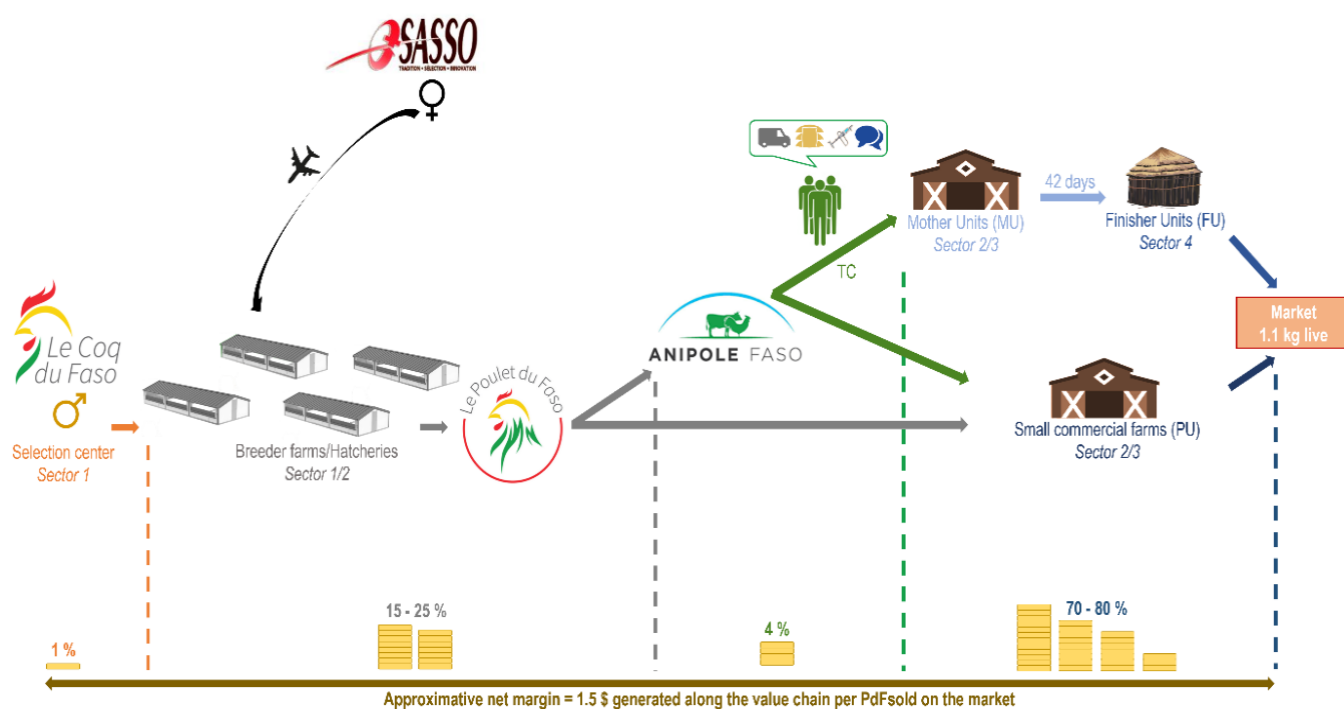 SASSO
TRADITION • SÉLECTION • INNOVATION
42 days
Mother Units (MU)
Sector 2/3
Finisher Units (FU)
Sector 4
TC
Le Coq
du Faso
Selection center
Sector 1
Breeder farms/Hatcheries
Sector 1/2
Le Poulet du Faso
ANIPOLE FASO
Market
1.1 kg live
Small commercial farms (PU)
Sector 2/3
1 %
15 - 25 %
4 %
70 - 80 %
Approximative net margin = 1.5 $ generated along the value chain per PdFsold on the market